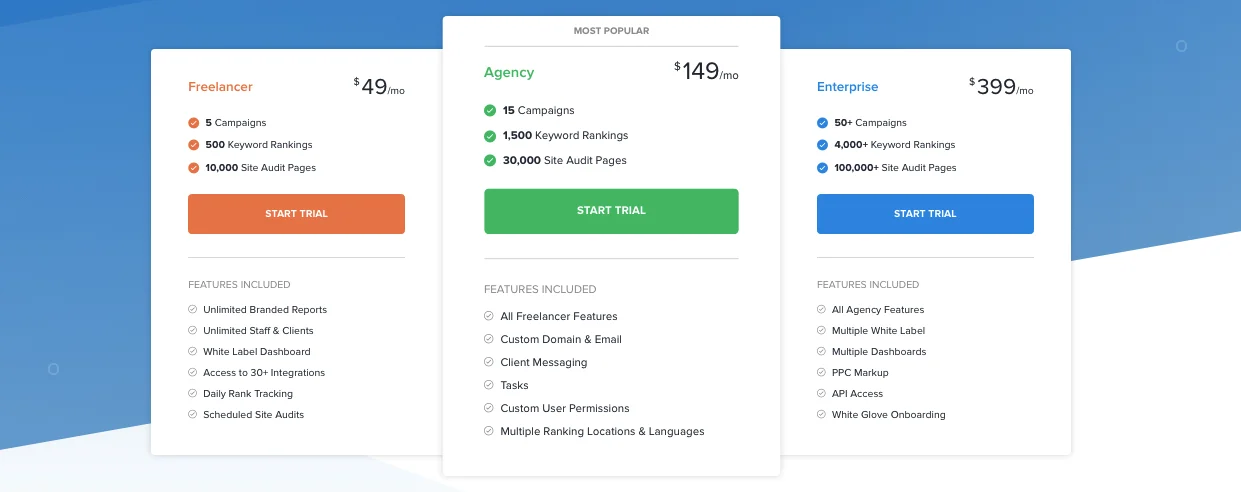 Freelancer
$49/mo
5 Campaigns
500 Keyword Rankings
10,000 Site Audit Pages
START TRIAL
FEATURES INCLUDED
Unlimited Branded Reports
Unlimited Staff & Clients
White Label Dashboard
Access to 30+ Integrations
Daily Rank Tracking
Scheduled Site Audits
MOST POPULAR
Agency
$149/mo
15 Campaigns
1,500 Keyword Rankings
30,000 Site Audit Pages
START TRIAL
FEATURES INCLUDED
All Freelancer Features
Custom Domain & Email
Client Messaging
Tasks
Custom User Permissions
Multiple Ranking Locations & Languages
Enterprise
$399/mo
50+ Campaigns
4,000+ Keyword Rankings
100,000+ Site Audit Pages
START TRIAL
FEATURES INCLUDED
All Agency Features
Multiple White Label
Multiple Dashboards
PPC Markup
API Access
White Glove Onboarding